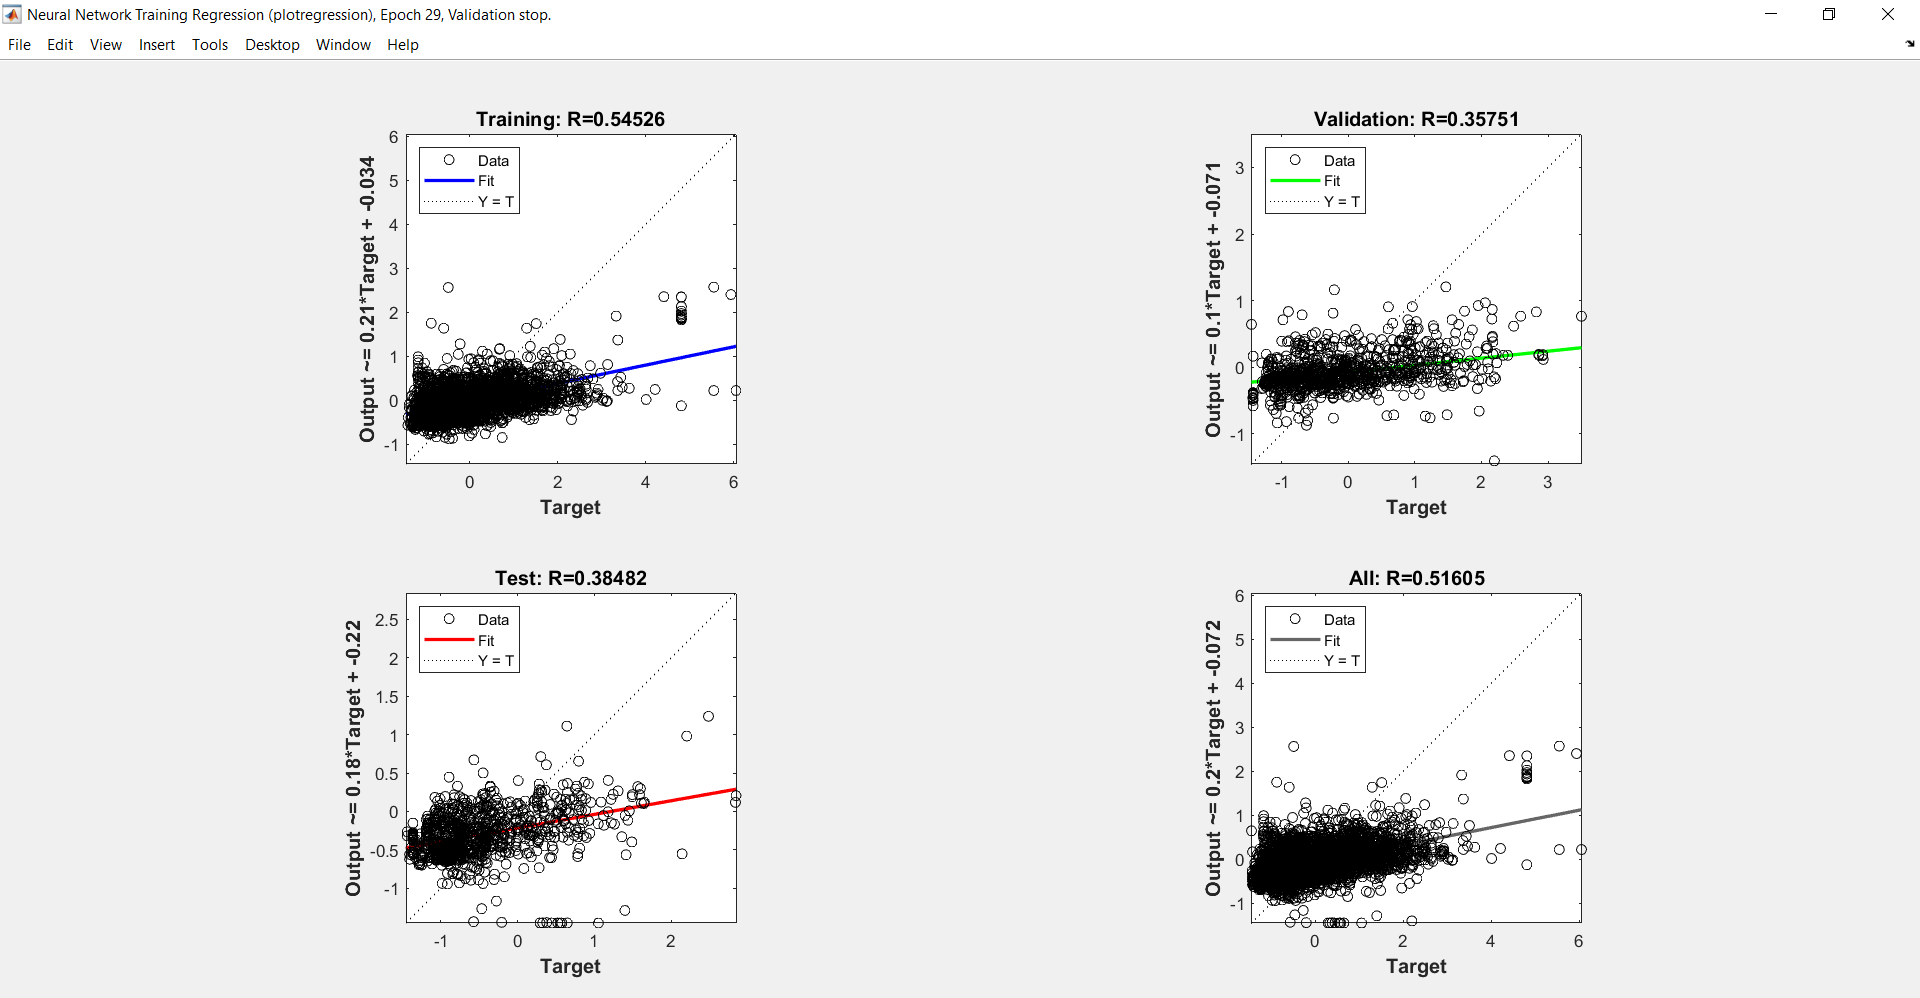 Neural Network Training Regression (plotregression), Epoch 29, Validation stop.
File Edit View Insert Tools Desktop Window Help
Training: R=0.54526
Output ~= 0.21*Target + -0.034
6
5
4
3
2
1
0
-1
Data
Fit
Y = T
0 2 4 6
Target
Validation: R=0.35751
Output ~= 0.1*Target + -0.071
3
2
1
0
-1
Data
Fit
Y = T
-1 0 1 2 3
Target
Test: R=0.38482
Output ~= 0.18*Target + -0.22
2.5
2
1.5
1
0.5
0
-0.5
-1
Data
Fit
Y = T
-1 0 1 2
Target
All: R=0.51605
Output ~= 0.2*Target + -0.072
6
5
4
3
2
1
0
-1
Data
Fit
Y = T
0 2 4 6
Target